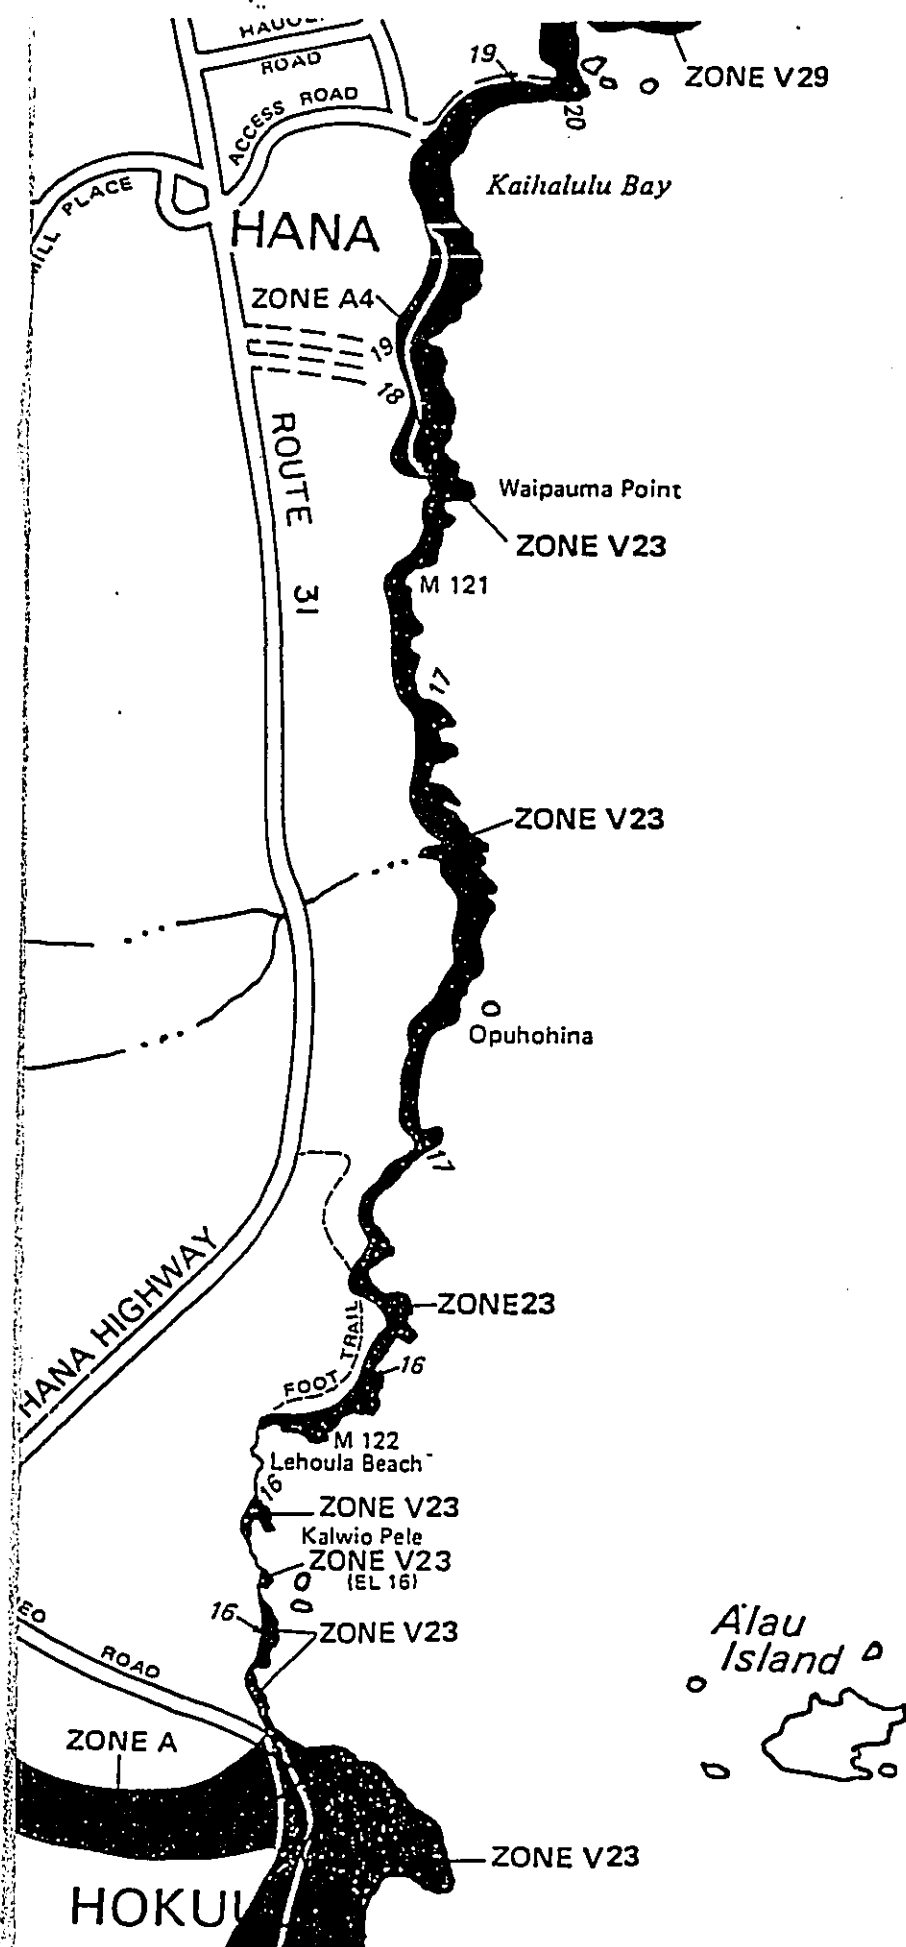 ROAD
19
ZONE V29
ACCESS ROAD
20
Kaihalulu Bay
PLACE
HANA
ZONE A4
19
18
ROUTE 31
Waipauma Point
ZONE V23
M 121
17
ZONE V23
Opuhohina
17
HANA HIGHWAY
ZONE23
FOOT TRAIL
16
M 122
Lehoula Beach
16
ZONE V23
Kalwio Pele
ZONE V23
(EL 16)
16
ZONE V23
ROAD
Alau
Island
ZONE A
ZONE V23
HOKUU